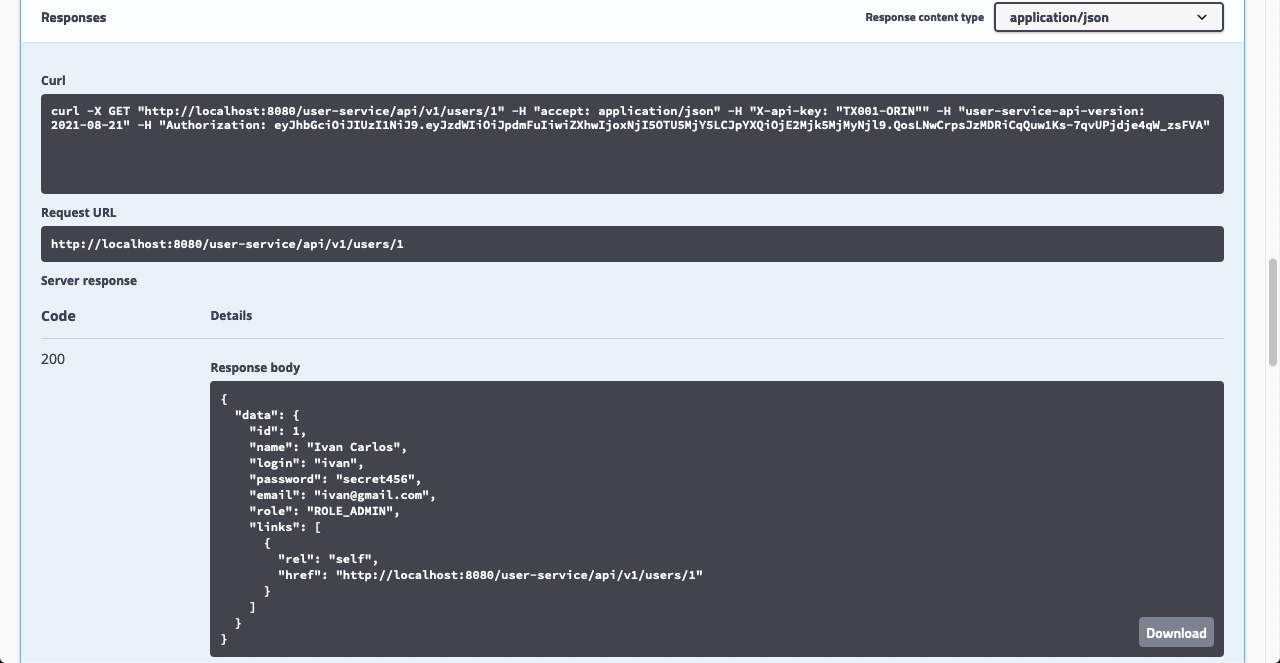 Responses
Response content type
application/json
Curl
curl -X GET "http://localhost:8080/user-service/api/v1/users/1" -H "accept: application/json" -H "X-api-key: "TX001-ORIN"" -H "user-service-api-version:
2021-08-21" -H "Authorization: eyJhbGciOiJIUzI1NiJ9.eyJzdWIiOiJpdmFuIiwiZXhwIjoxNjI5OTU5MjY5LCJpYXQiOjE2Mjk5MjMyNjl9.QosLNwCrpsJzMDRiCqQuw1Ks-7qvUPjdje4qW_zsFVA"
Request URL
http://localhost:8080/user-service/api/v1/users/1
Server response
Code
Details
200
Response body
{
  "data": {
    "id": 1,
    "name": "Ivan Carlos",
    "login": "ivan",
    "password": "secret456",
    "email": "ivan@gmail.com",
    "role": "ROLE_ADMIN",
    "links": [
      {
        "rel": "self",
        "href": "http://localhost:8080/user-service/api/v1/users/1"
      }
    ]
  }
}
Download